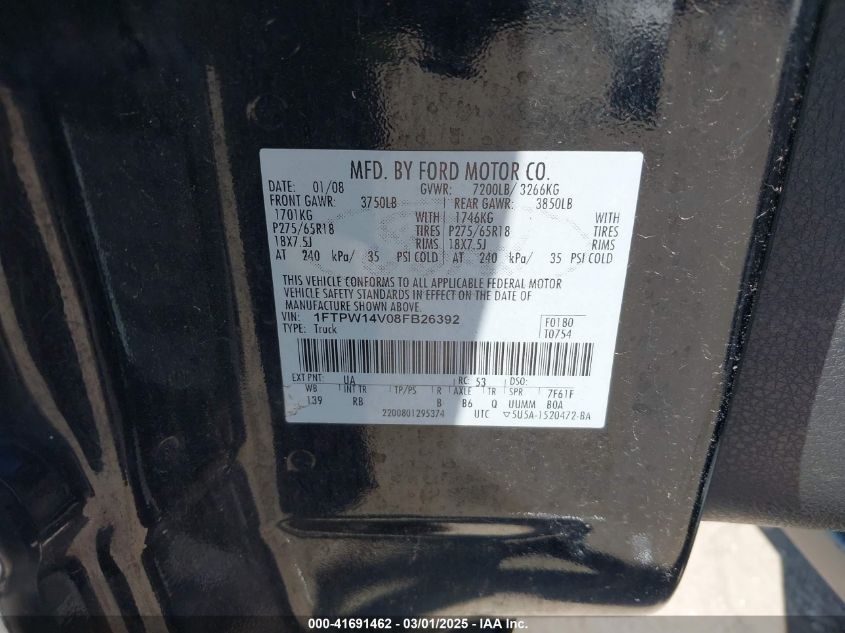 MFD. BY FORD MOTOR CO.
DATE: 01/08 GVWR: 7200LB/ 3266KG
FRONT GAWR: 3750LB REAR GAWR: 3850LB
1701KG WITH 1746KG WITH
P275/65R18 TIRES P275/65R18 TIRES
18X7.5J RIMS 18X7.5J RIMS
AT 240 kPa/ 35 PSI COLD AT 240 kPa/ 35 PSI COLD
THIS VEHICLE CONFORMS TO ALL APPLICABLE FEDERAL MOTOR
VEHICLE SAFETY STANDARDS IN EFFECT ON THE DATE OF
MANUFACTURE SHOWN ABOVE.
VIN: 1FTPW14V08FB26392 F0180
TYPE: Truck T0754
EXT PNT: UA RC: 53 DSO:
WB INT TR TP/PS R AXLE TR SPR 7F61F
139 RB B B6 Q UUMM BOA
2200801295374 UTC ▽5U5A-1520472-BA
000-41691462 - 03/01/2025 - IAA Inc.